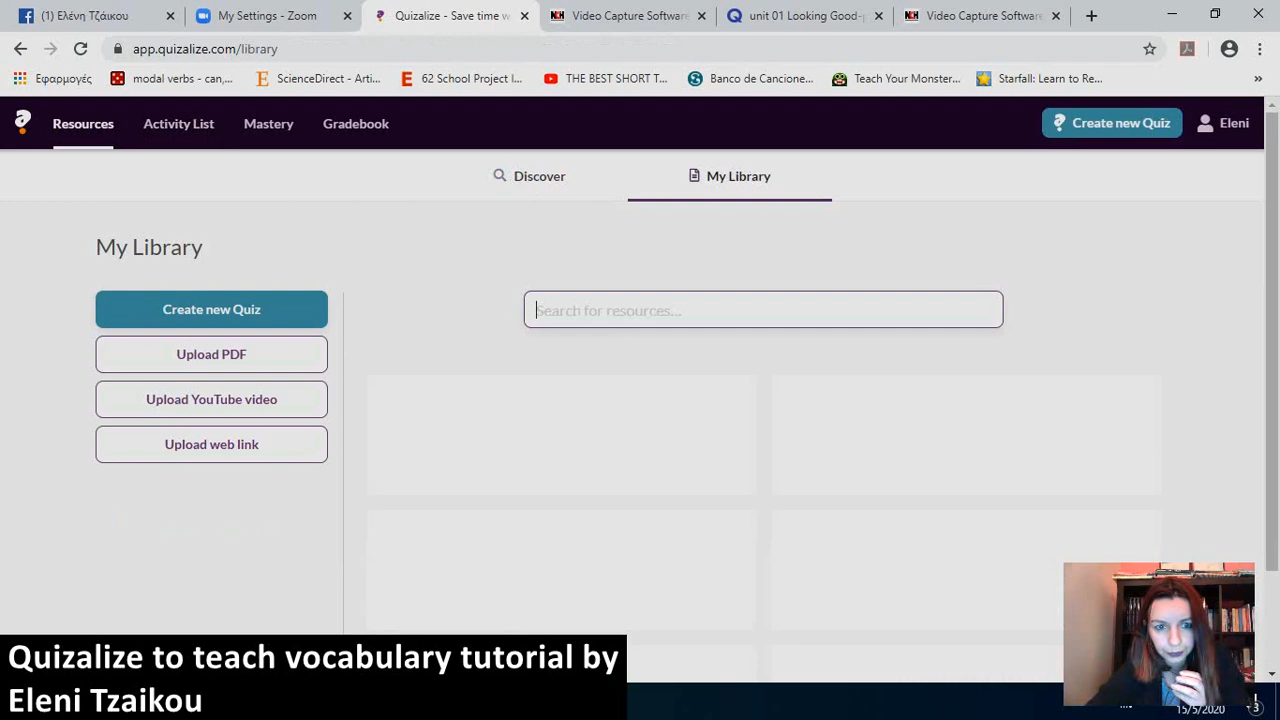 (1) Ελένη Τζάικου
My Settings - Zoom
Quizalize - Save time w
Video Capture Software
unit 01 Looking Good-
Video Capture Software
app.quizalize.com/library
Εφαρμογές
modal verbs - can,...
ScienceDirect - Arti...
62 School Project I...
THE BEST SHORT T...
Banco de Cancione...
Teach Your Monster...
Starfall: Learn to Re...
»
Resources
Activity List
Mastery
Gradebook
Create new Quiz
Eleni
Discover
My Library
My Library
Create new Quiz
Search for resources...
Upload PDF
Upload YouTube video
Upload web link
Quizalize to teach vocabulary tutorial by
Eleni Tzaikou
15/5/2020
3